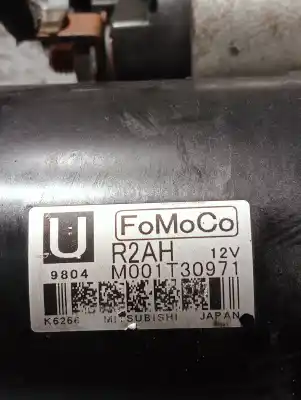 U FoMoCo
R2AH 12V
9804 M001T30971
K6266 MITSUBISHI JAPAN